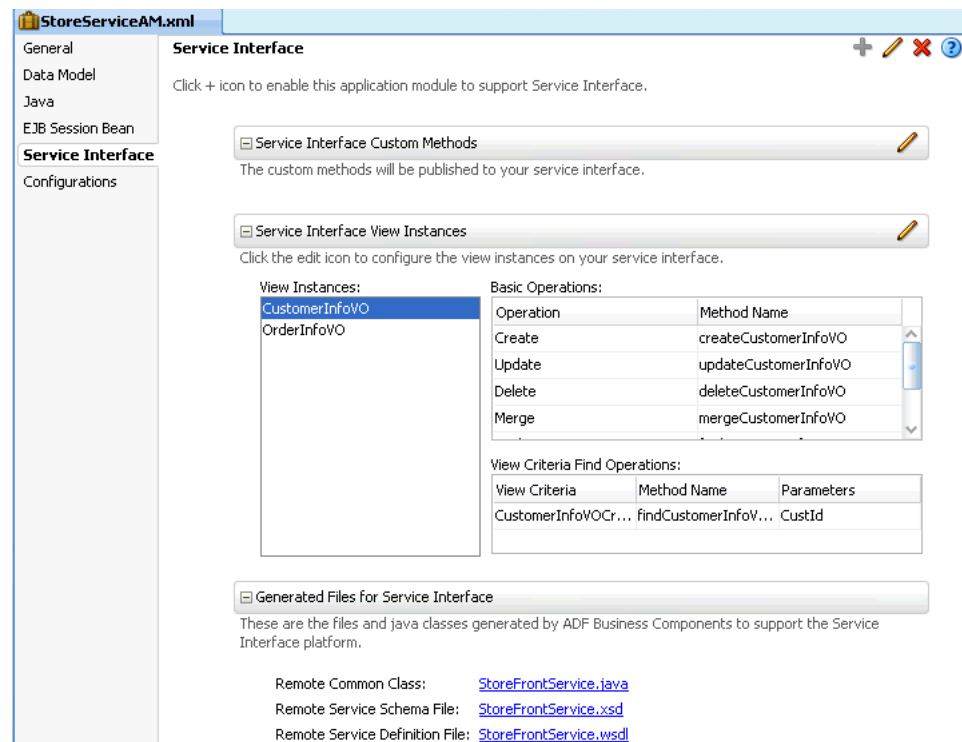 StoreServiceAM.xml
General
Data Model
Java
EJB Session Bean
Service Interface
Configurations
Service Interface
Click + icon to enable this application module to support Service Interface.
Service Interface Custom Methods
The custom methods will be published to your service interface.
Service Interface View Instances
Click the edit icon to configure the view instances on your service interface.
View Instances:
CustomerInfoVO
OrderInfoVO
Basic Operations:
Operation Method Name
Create createCustomerInfoVO
Update updateCustomerInfoVO
Delete deleteCustomerInfoVO
Merge mergeCustomerInfoVO
View Criteria Find Operations:
View Criteria Method Name Parameters
CustomerInfoVOCr... findCustomerInfoV... CustId
Generated Files for Service Interface
These are the files and java classes generated by ADF Business Components to support the Service
Interface platform.
Remote Common Class: StoreFrontService.java
Remote Service Schema File: StoreFrontService.xsd
Remote Service Definition File: StoreFrontService.wsdl